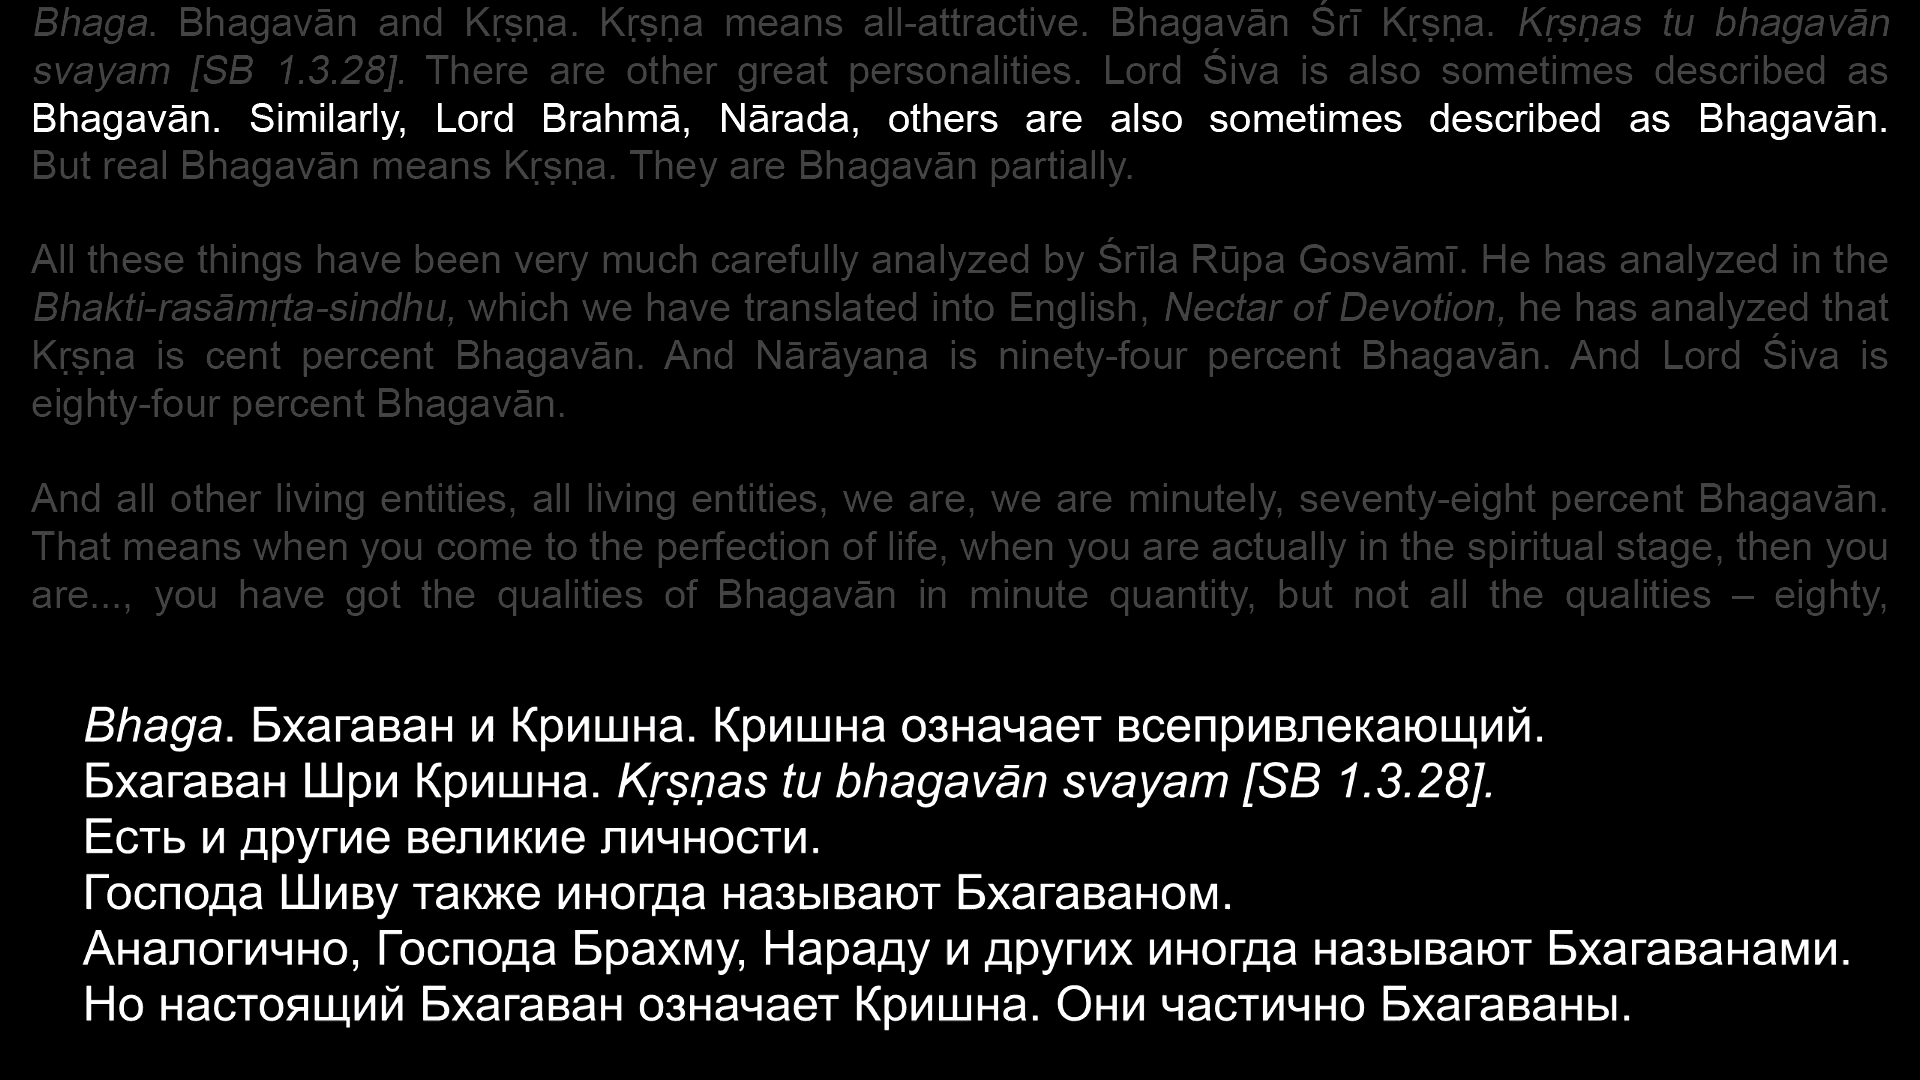 Bhaga. Bhagavān and Kṛṣṇa. Kṛṣṇa means all-attractive. Bhagavān Śrī Kṛṣṇa. Kṛṣṇas tu bhagavān
svayam [SB 1.3.28]. There are other great personalities. Lord Śiva is also sometimes described as
Bhagavān. Similarly, Lord Brahmā, Nārada, others are also sometimes described as Bhagavān.
But real Bhagavān means Kṛṣṇa. They are Bhagavān partially.
All these things have been very much carefully analyzed by Śrīla Rūpa Gosvāmī. He has analyzed in the
Bhakti-rasāmṛta-sindhu, which we have translated into English, Nectar of Devotion, he has analyzed that
Kṛṣṇa is cent percent Bhagavān. And Nārāyaṇa is ninety-four percent Bhagavān. And Lord Śiva is
eighty-four percent Bhagavān.
And all other living entities, all living entities, we are, we are minutely, seventy-eight percent Bhagavān.
That means when you come to the perfection of life, when you are actually in the spiritual stage, then you
are..., you have got the qualities of Bhagavān in minute quantity, but not all the qualities – eighty,
Bhaga. Бхагаван и Кришна. Кришна означает всепривлекающий.
Бхагаван Шри Кришна. Kṛṣṇas tu bhagavān svayam [SB 1.3.28].
Есть и другие великие личности.
Господа Шиву также иногда называют Бхагаваном.
Аналогично, Господа Брахму, Нараду и других иногда называют Бхагаванами.
Но настоящий Бхагаван означает Кришна. Они частично Бхагаваны.